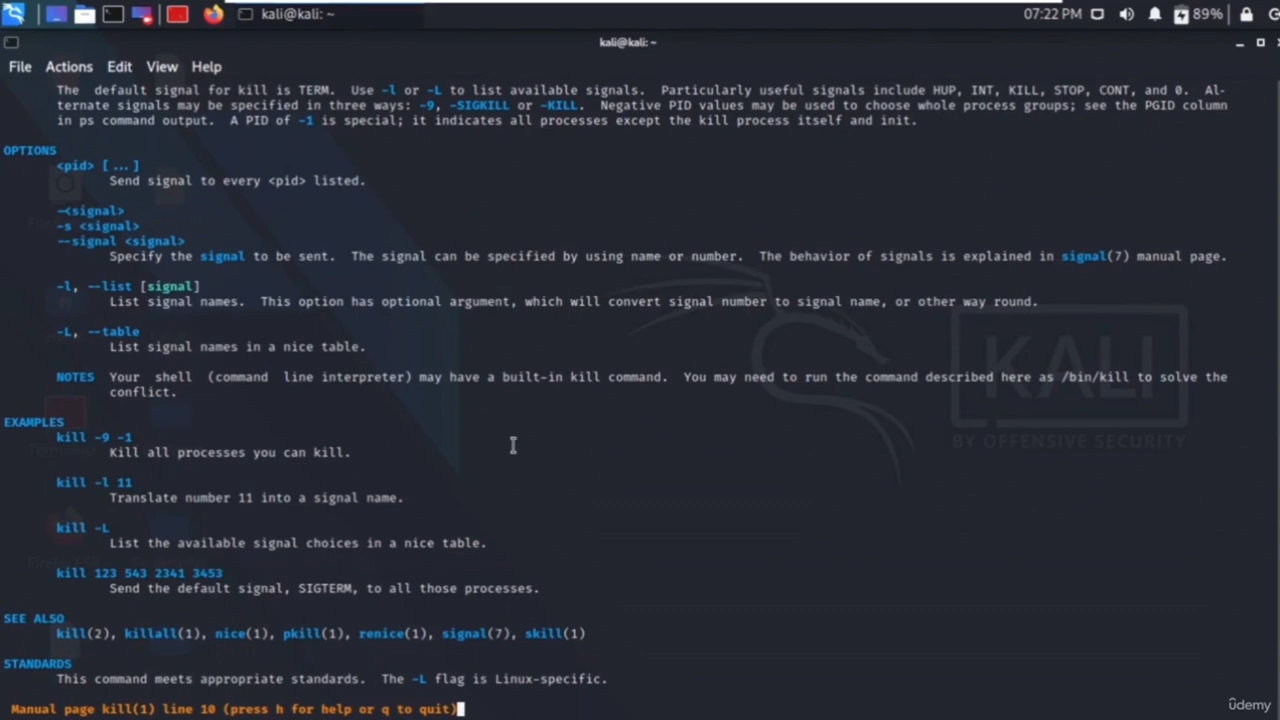 kali@kali: ~
07:22 PM
89%
kali@kali: ~
File Actions Edit View Help
The default signal for kill is TERM. Use -l or -L to list available signals. Particularly useful signals include HUP, INT, KILL, STOP, CONT, and 0. Al-
ternate signals may be specified in three ways: -9, -SIGKILL or -KILL. Negative PID values may be used to choose whole process groups; see the PGID column
in ps command output. A PID of -1 is special; it indicates all processes except the kill process itself and init.
OPTIONS
<pid> [...]
Send signal to every <pid> listed.
-<signal>
-s <signal>
--signal <signal>
Specify the signal to be sent. The signal can be specified by using name or number. The behavior of signals is explained in signal(7) manual page.
-l, --list [signal]
List signal names. This option has optional argument, which will convert signal number to signal name, or other way round.
-L, --table
List signal names in a nice table.
NOTES Your shell (command line interpreter) may have a built-in kill command. You may need to run the command described here as /bin/kill to solve the
conflict.
KALI
BY OFFENSIVE SECURITY
EXAMPLES
kill -9 -1
Kill all processes you can kill.
kill -l 11
Translate number 11 into a signal name.
kill -L
List the available signal choices in a nice table.
kill 123 543 2341 3453
Send the default signal, SIGTERM, to all those processes.
SEE ALSO
kill(2), killall(1), nice(1), pkill(1), renice(1), signal(7), skill(1)
STANDARDS
This command meets appropriate standards. The -L flag is Linux-specific.
Manual page kill(1) line 10 (press h for help or q to quit)
ûdemy